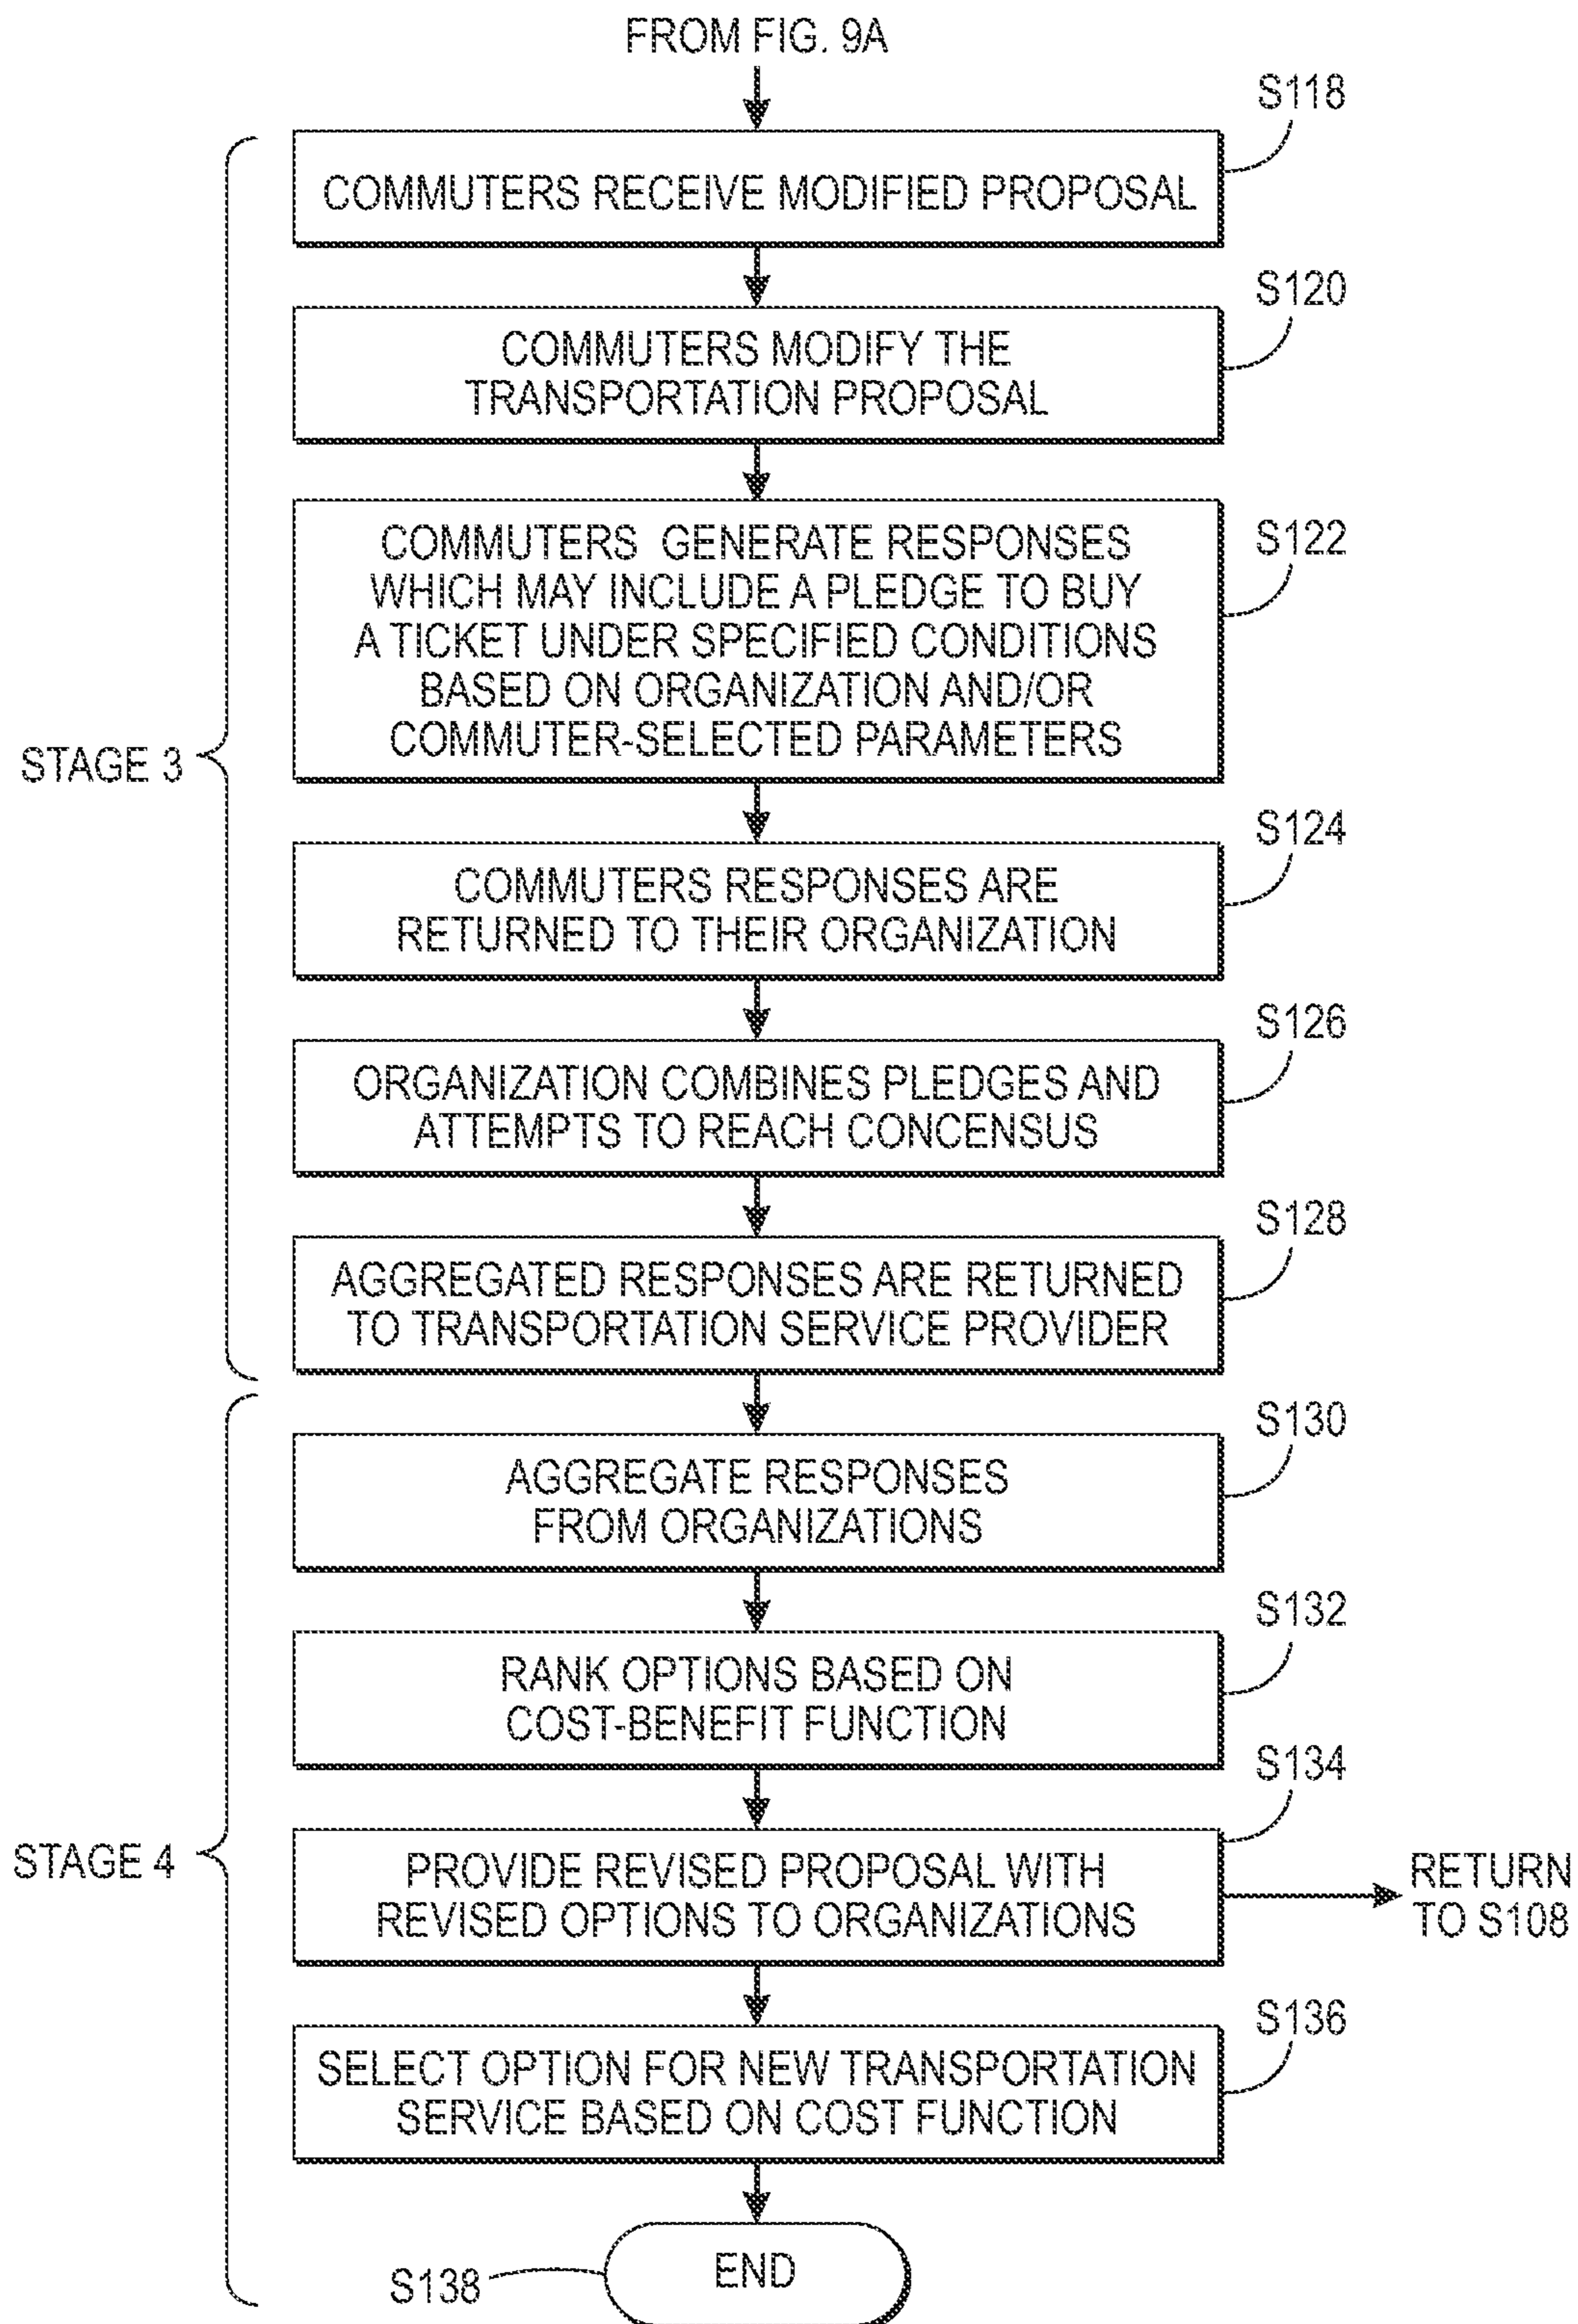 FROM FIG. 9A
S118
COMMUTERS RECEIVE MODIFIED PROPOSAL
S120
COMMUTERS MODIFY THE
TRANSPORTATION PROPOSAL
S122
COMMUTERS GENERATE RESPONSES
WHICH MAY INCLUDE A PLEDGE TO BUY
A TICKET UNDER SPECIFIED CONDITIONS
BASED ON ORGANIZATION AND/OR
COMMUTER-SELECTED PARAMETERS
STAGE 3
S124
COMMUTERS RESPONSES ARE
RETURNED TO THEIR ORGANIZATION
S126
ORGANIZATION COMBINES PLEDGES AND
ATTEMPTS TO REACH CONCENSUS
S128
AGGREGATED RESPONSES ARE RETURNED
TO TRANSPORTATION SERVICE PROVIDER
S130
AGGREGATE RESPONSES
FROM ORGANIZATIONS
S132
RANK OPTIONS BASED ON
COST-BENEFIT FUNCTION
S134
STAGE 4
PROVIDE REVISED PROPOSAL WITH
REVISED OPTIONS TO ORGANIZATIONS
RETURN
TO S108
S136
SELECT OPTION FOR NEW TRANSPORTATION
SERVICE BASED ON COST FUNCTION
S138
END